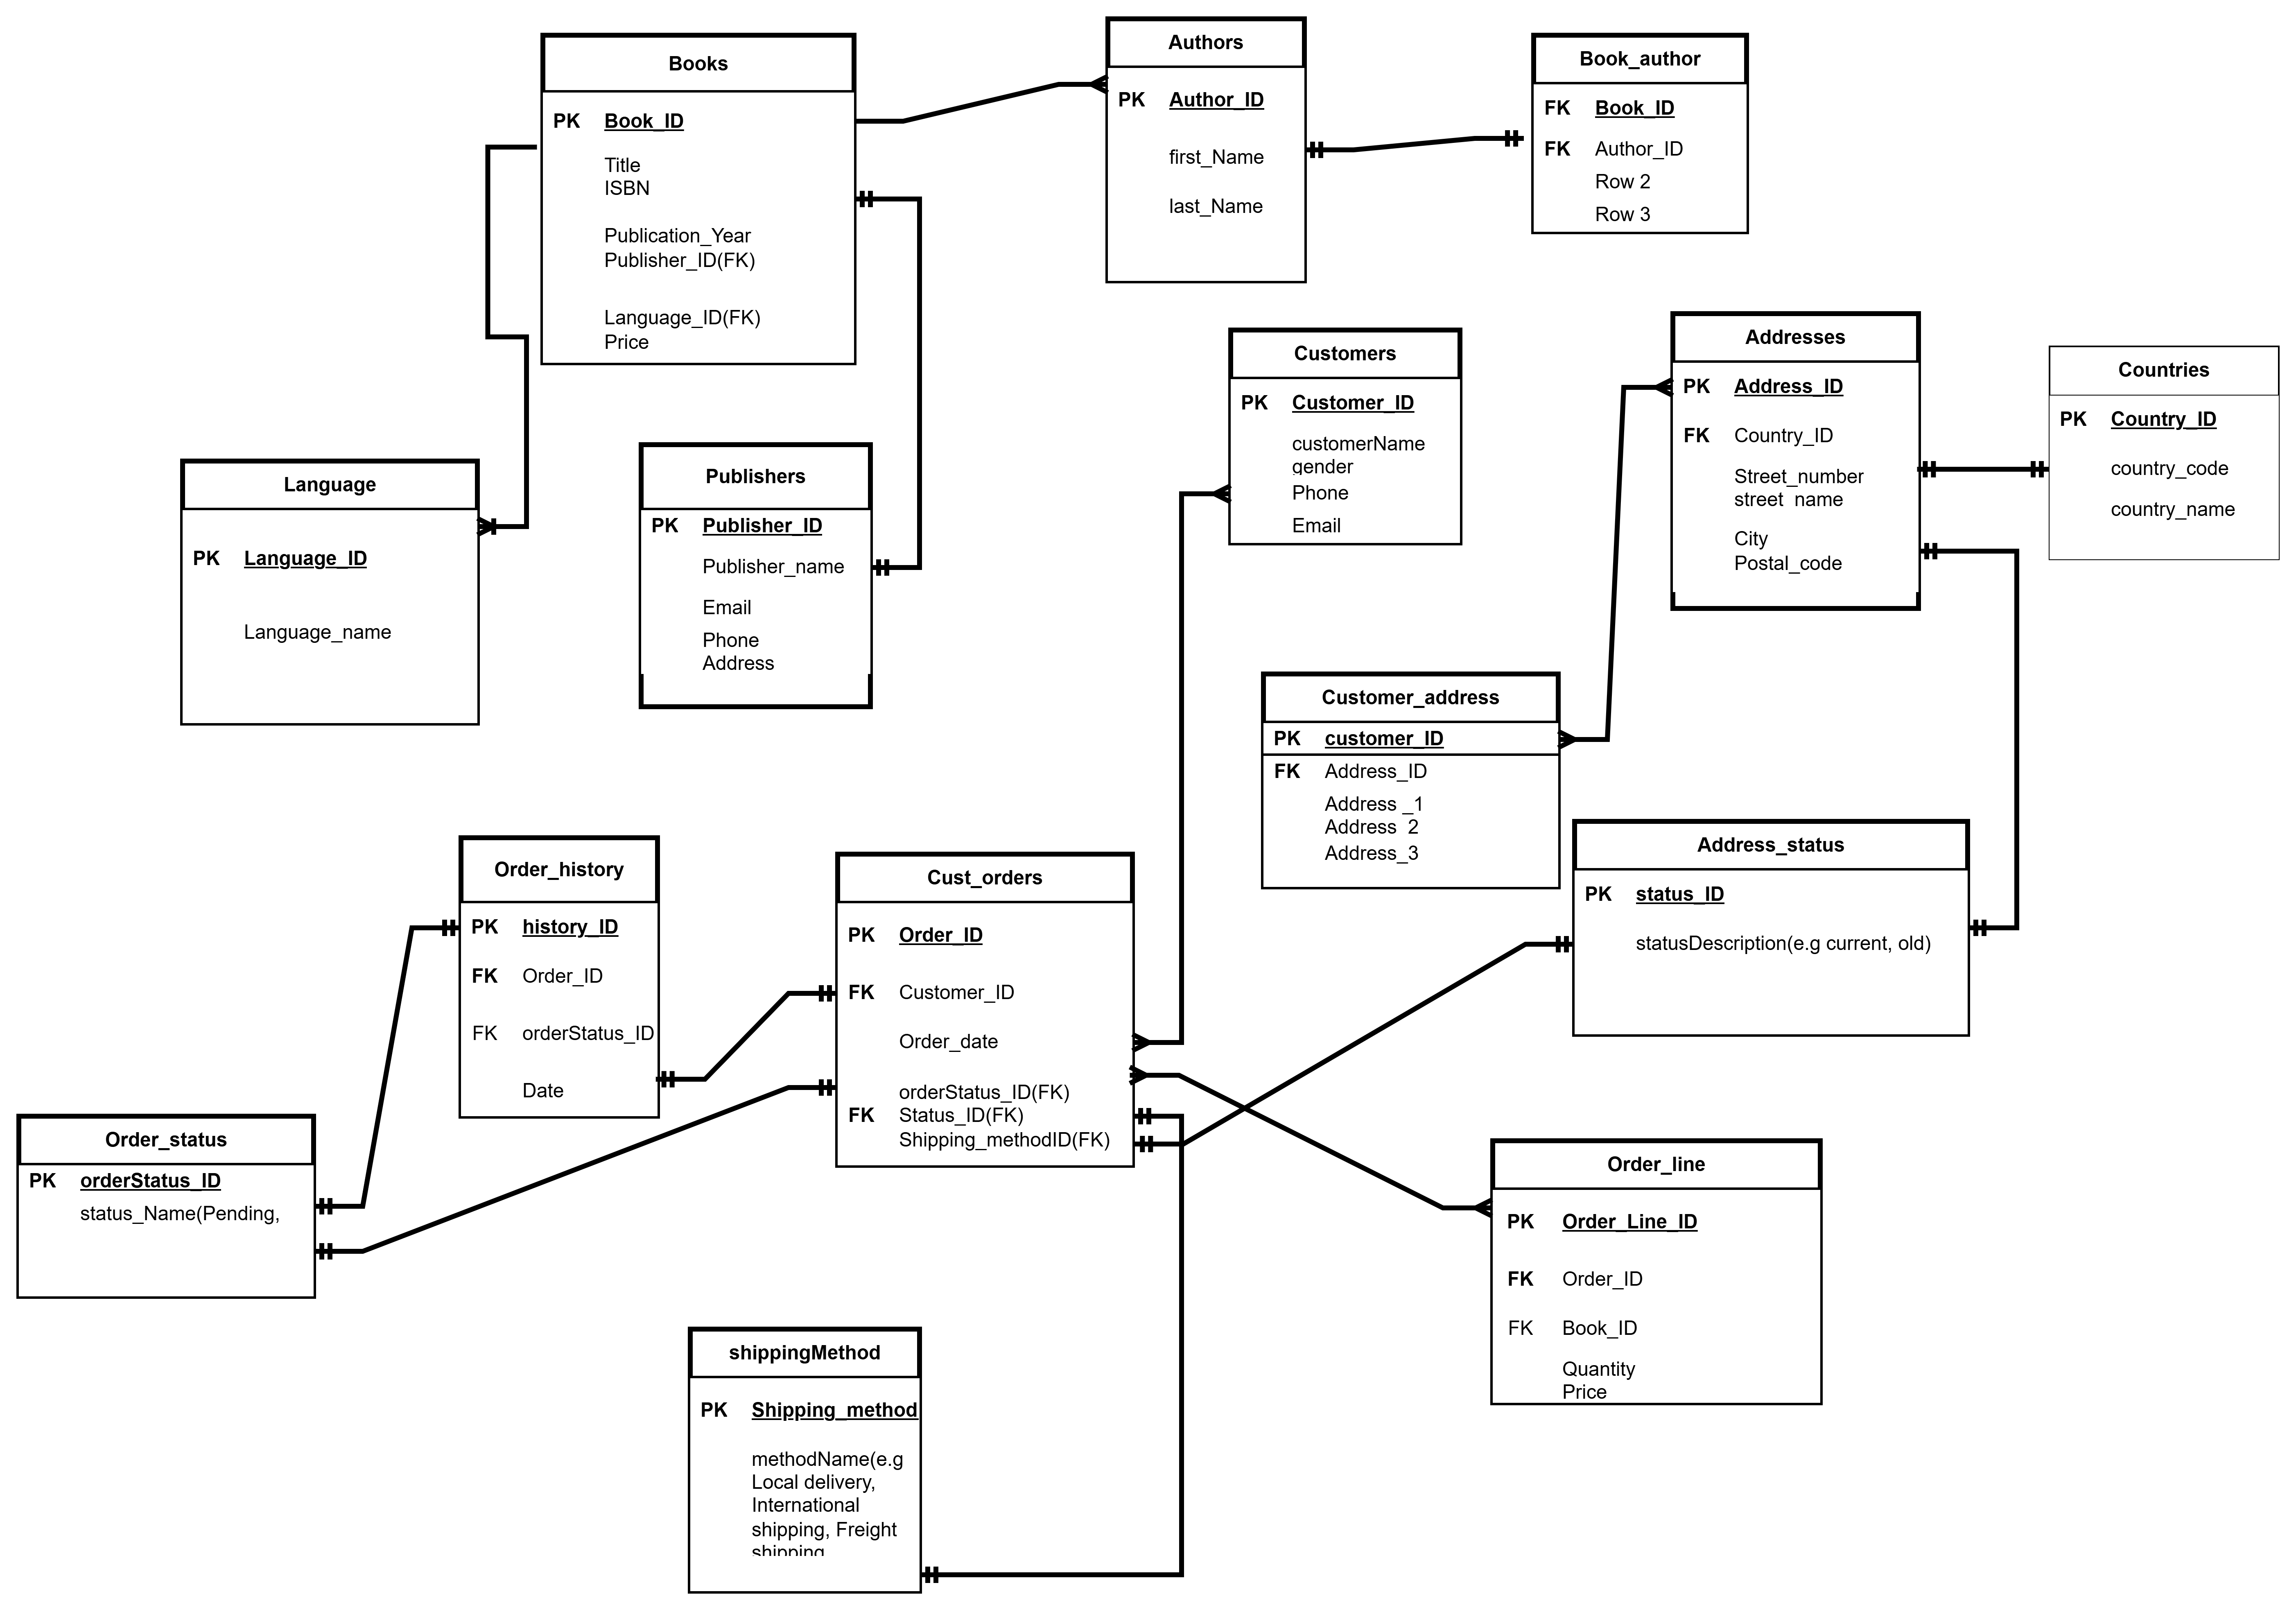 Books
PK Book_ID
Title
ISBN
Publication_Year
Publisher_ID(FK)
Language_ID(FK)
Price
Authors
PK Author_ID
first_Name
last_Name
Book_author
FK Book_ID
FK Author_ID
Row 2
Row 3
Customers
PK Customer_ID
customerName
gender
Phone
Email
Addresses
PK Address_ID
FK Country_ID
Street_number
street_name
City
Postal_code
Countries
PK Country_ID
country_code
country_name
Language
PK Language_ID
Language_name
Publishers
PK Publisher_ID
Publisher_name
Email
Phone
Address
Customer_address
PK customer_ID
FK Address_ID
Address _1
Address_2
Address_3
Address_status
PK status_ID
statusDescription(e.g current, old)
Order_history
PK history_ID
FK Order_ID
FK orderStatus_ID
Date
Cust_orders
PK Order_ID
FK Customer_ID
Order_date
orderStatus_ID(FK)
FK Status_ID(FK)
Shipping_methodID(FK)
Order_status
PK orderStatus_ID
status_Name(Pending,
Order_line
PK Order_Line_ID
FK Order_ID
FK Book_ID
Quantity
Price
shippingMethod
PK Shipping_method
methodName(e.g
Local delivery,
International
shipping, Freight
shipping